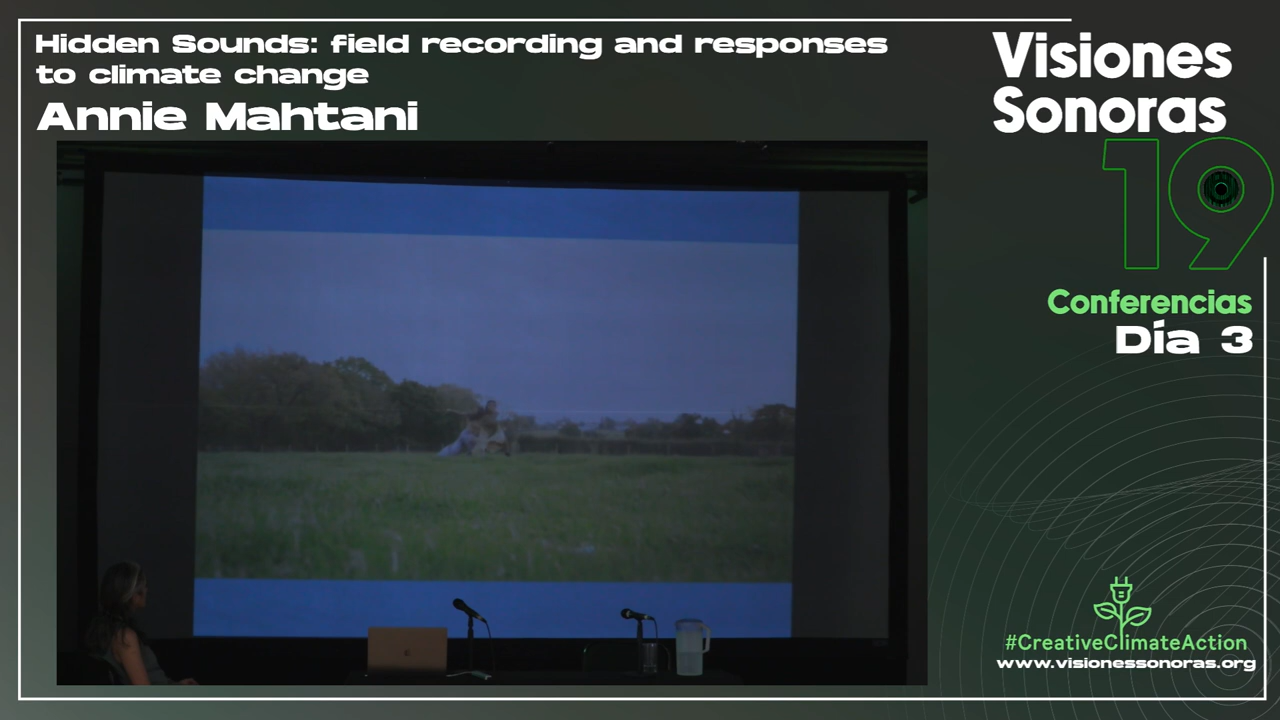 Hidden Sounds: field recording and responses
to climate change
Annie Mahtani
Visiones
Sonoras
19
Conferencias
Día 3
#CreativeClimateAction
www.visionessonoras.org